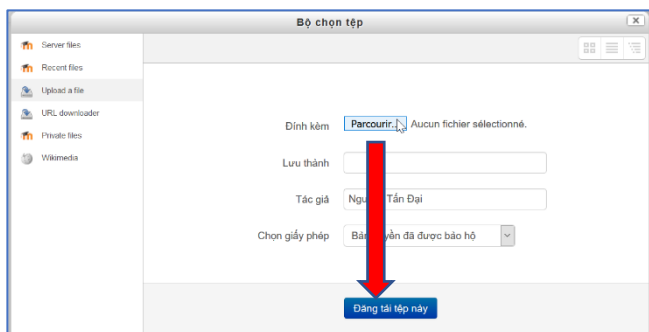 Bộ chọn tệp
Server files
Recent files
Upload a file
URL downloader
Private files
Wikimedia
Đính kèm Parcourir... Aucun fichier sélectionné.
Lưu thành
Tác giả Tấn Đại
Chọn giấy phép đã được bảo hộ
Đăng tải tệp này